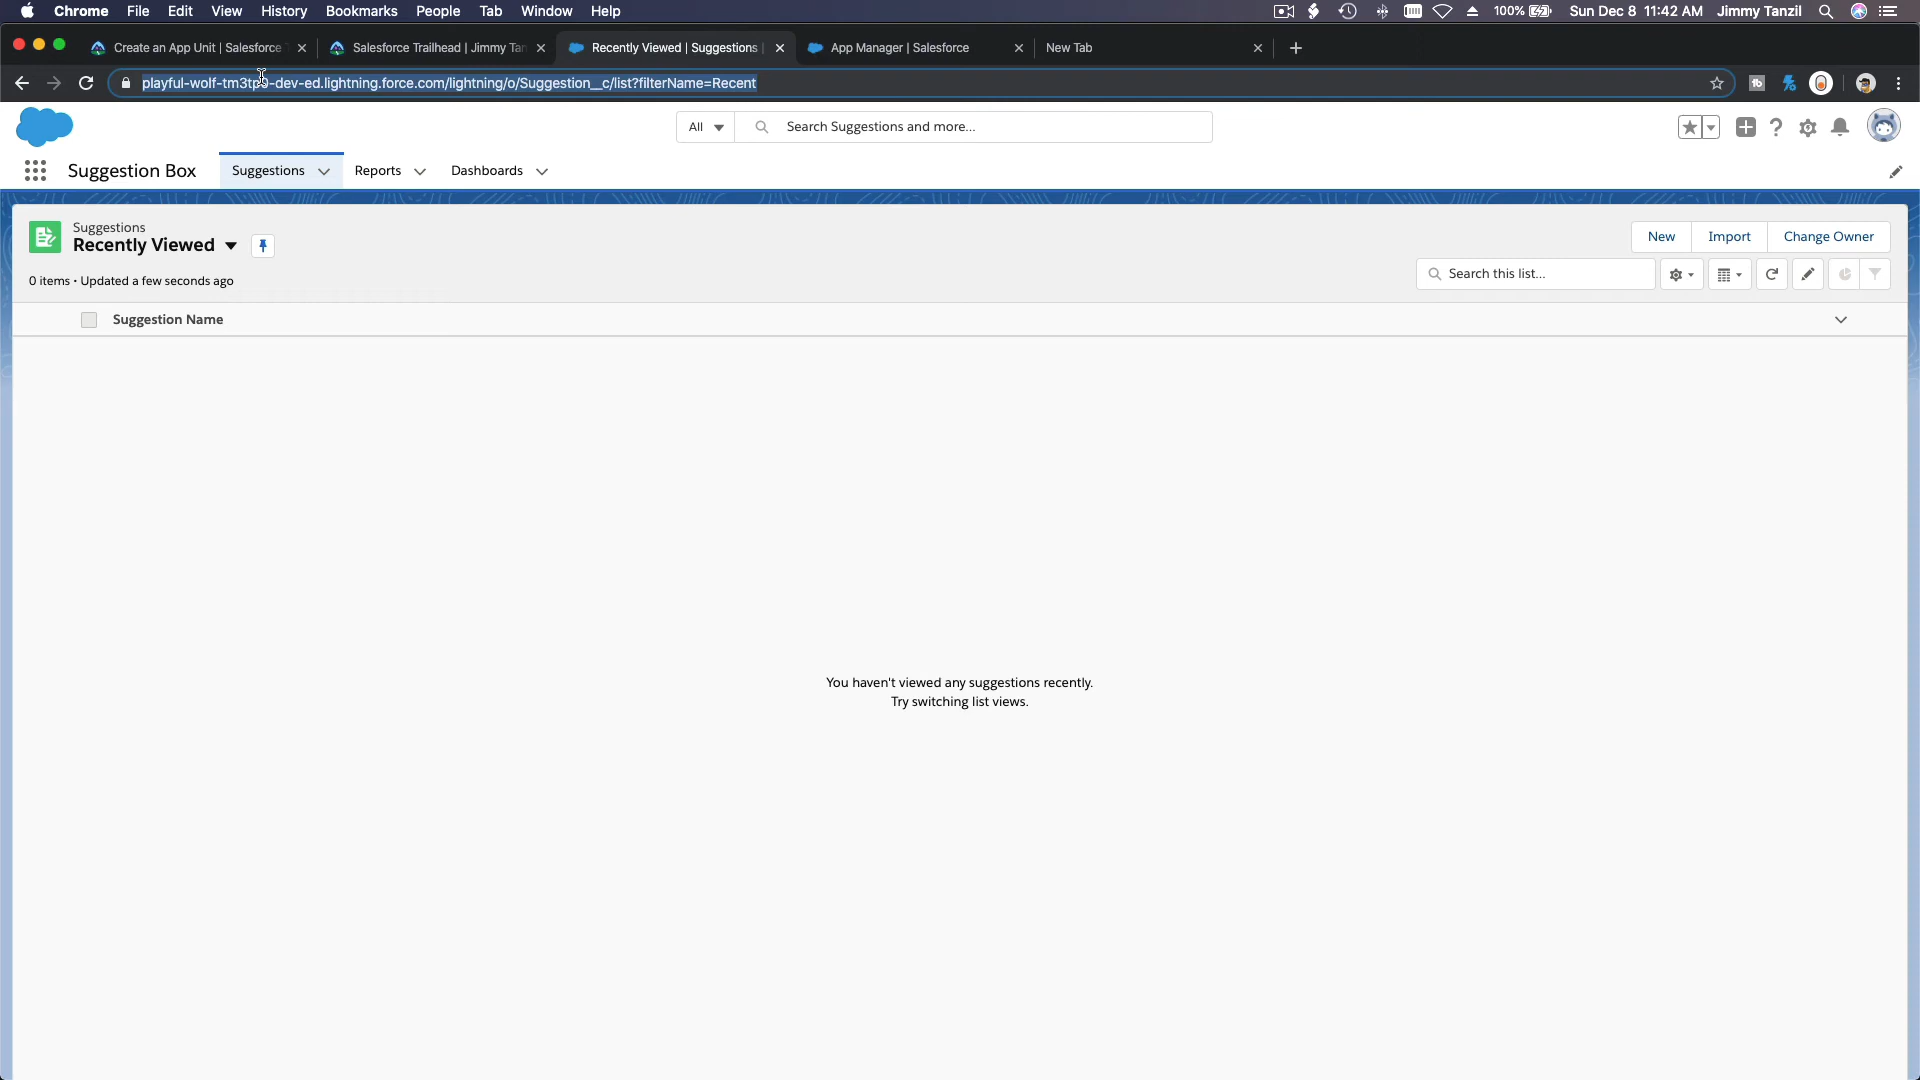 Chrome File Edit View History Bookmarks People Tab Window Help 100% Sun Dec 8 11:42 AM Jimmy Tanzil
Create an App Unit | Salesforce Salesforce Trailhead | Jimmy Tan Recently Viewed | Suggestions | App Manager | Salesforce New Tab
playful-wolf-tm3tp9-dev-ed.lightning.force.com/lightning/o/Suggestion__c/list?filterName=Recent
All Search Suggestions and more...
Suggestion Box Suggestions Reports Dashboards
Suggestions
Recently Viewed
New Import Change Owner
0 items • Updated a few seconds ago
Search this list...
Suggestion Name
You haven't viewed any suggestions recently.
Try switching list views.